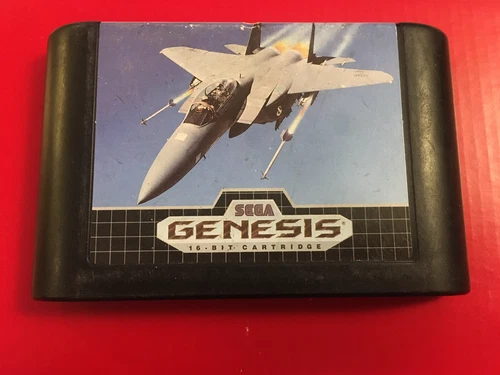 SEGA
GENESIS
16-BIT CARTRIDGE